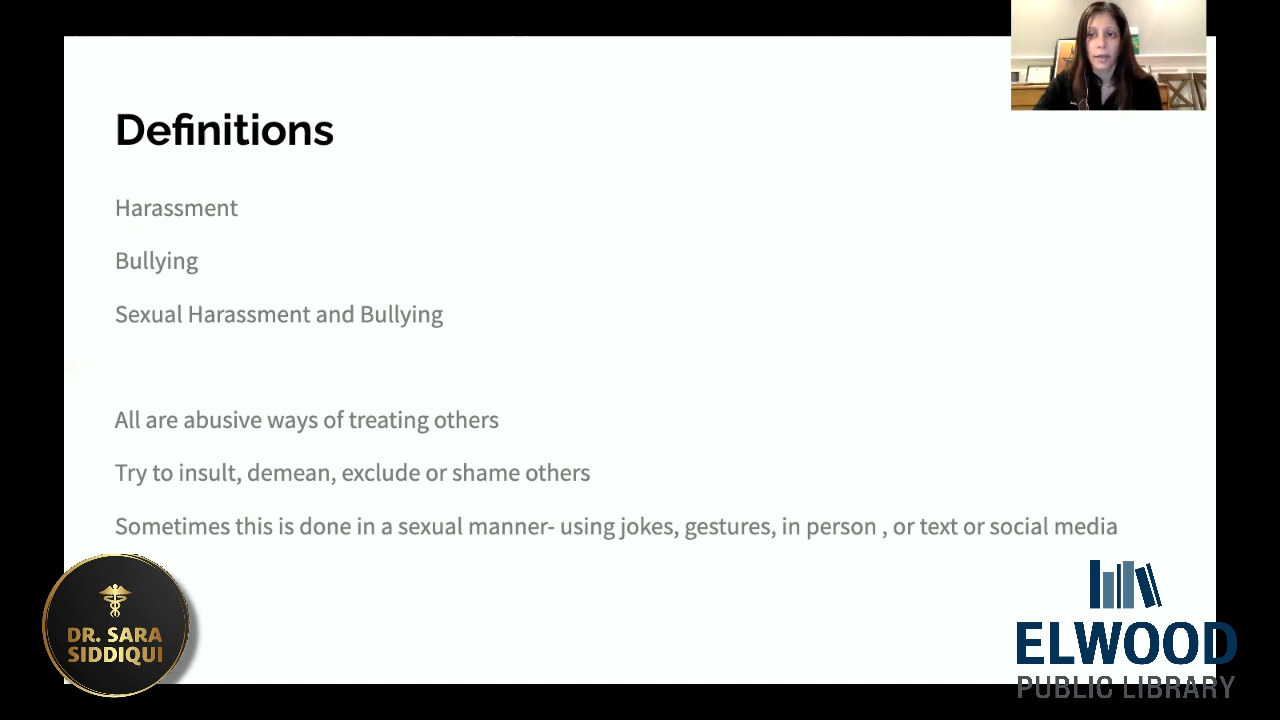 Definitions
Harassment
Bullying
Sexual Harassment and Bullying
All are abusive ways of treating others
Try to insult, demean, exclude or shame others
Sometimes this is done in a sexual manner- using jokes, gestures, in person , or text or social media
DR. SARA
SIDDIQUI
ELWOOD
PUBLIC LIBRARY